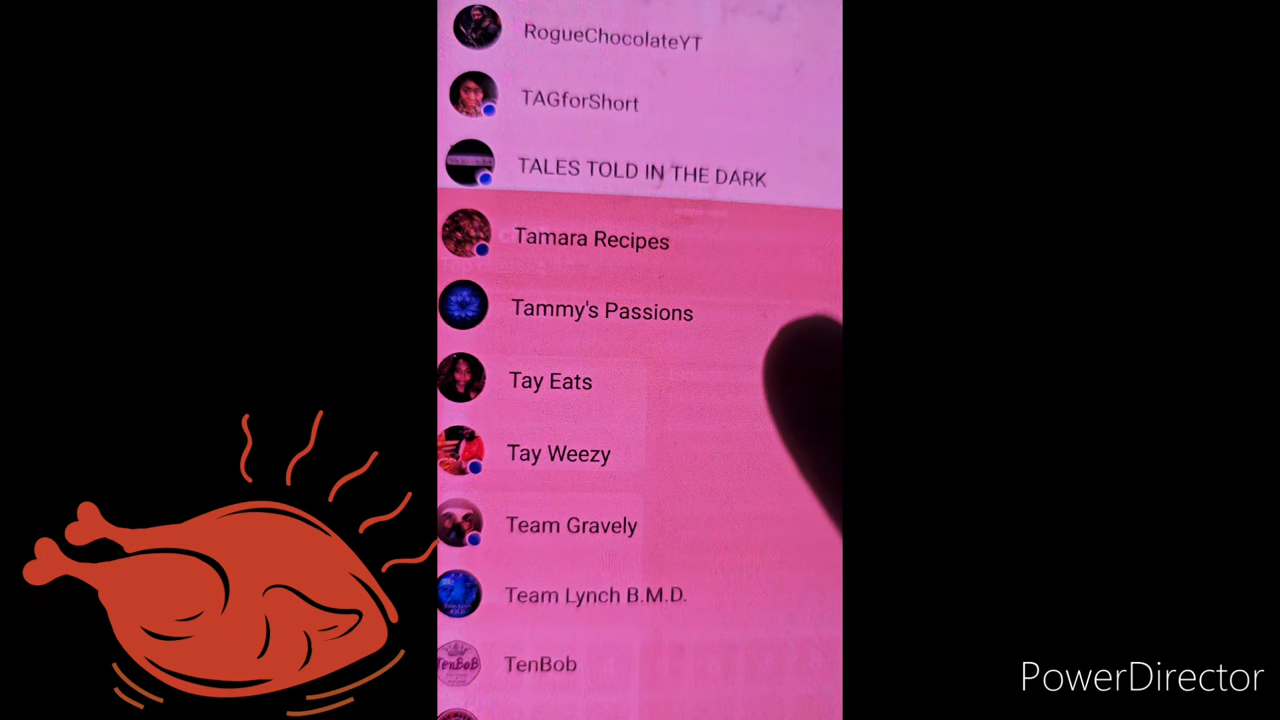 RogueChocolateYT
TAGforShort
TALES TOLD IN THE DARK
Tamara Recipes
Tammy's Passions
Tay Eats
Tay Weezy
Team Gravely
Team Lynch B.M.D.
TenBob
TenBoB
PowerDirector